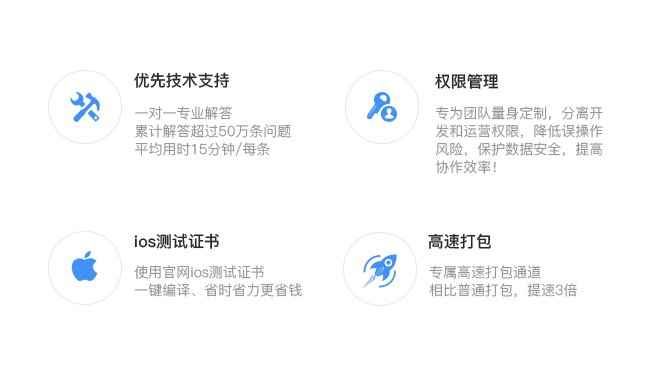 优先技术支持
一对一专业解答
累计解答超过50万条问题
平均用时15分钟/每条
权限管理
专为团队量身定制，分离开
发和运营权限，降低误操作
风险，保护数据安全，提高
协作效率！
ios测试证书
使用官网ios测试证书
一键编译、省时省力更省钱
高速打包
专属高速打包通道
相比普通打包，提速3倍